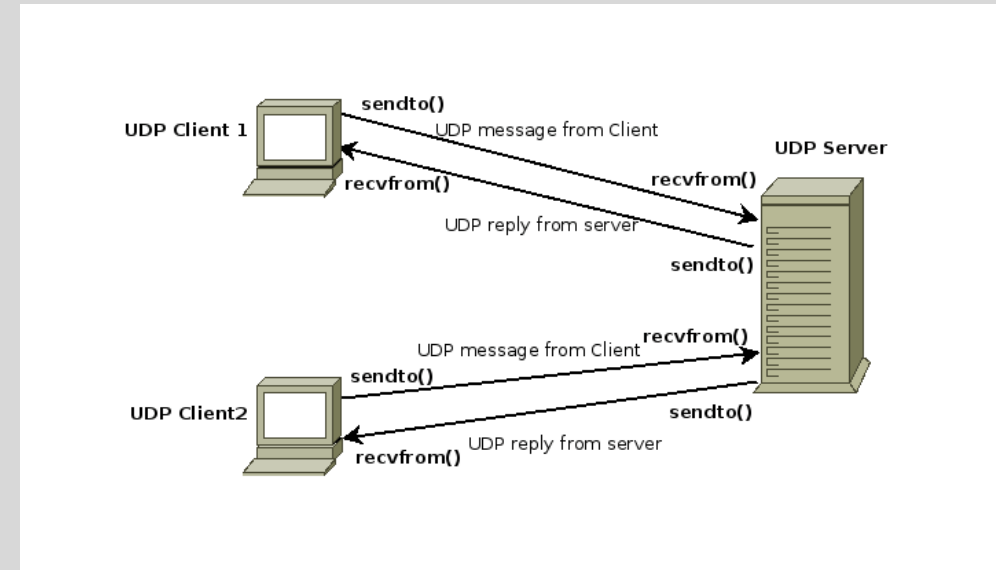 sendto()
UDP Client 1
UDP message from Client
UDP Server
recvfrom()
recvfrom()
UDP reply from server
sendto()
recvfrom()
UDP message from Client
sendto()
UDP Client2
sendto()
UDP reply from server
recvfrom()